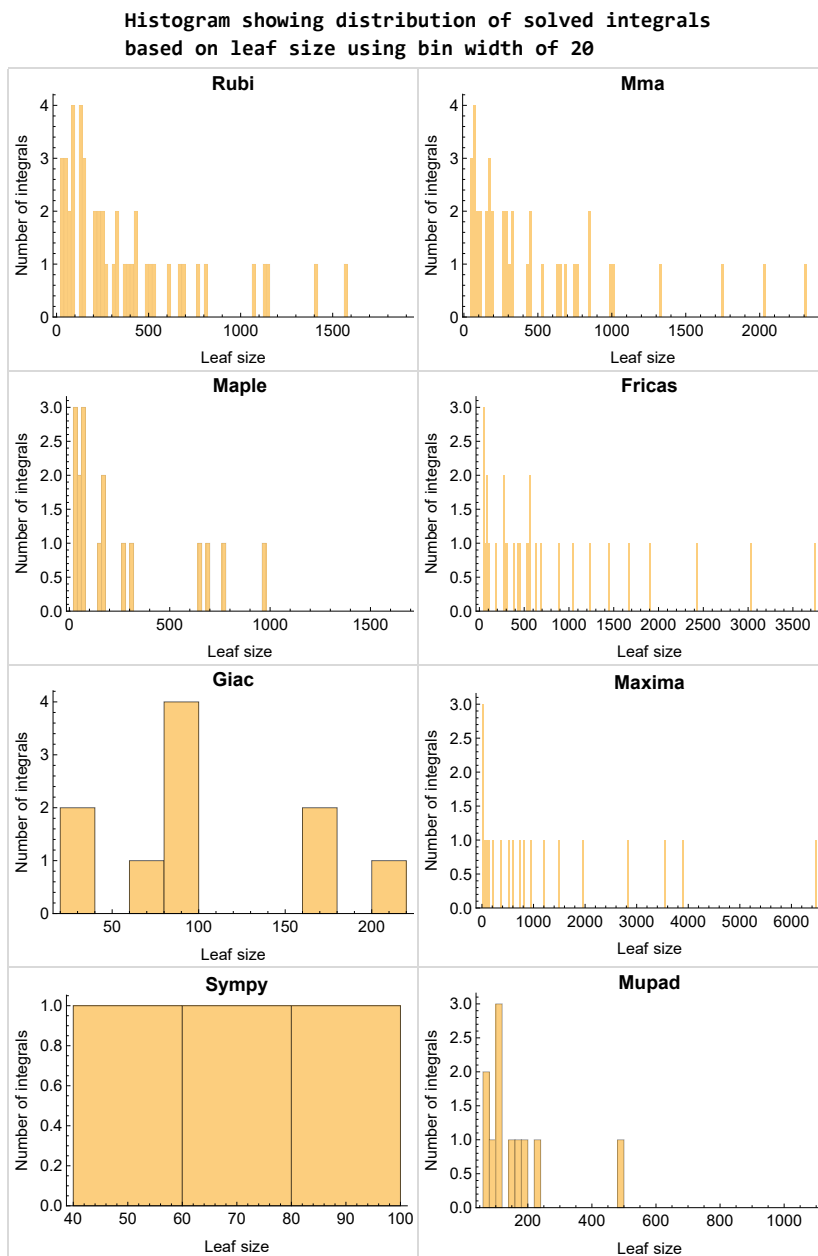 Histogram showing distribution of solved integrals
based on leaf size using bin width of 20
Rubi
Number of integrals
4
3
2
1
0
0 500 1000 1500
Leaf size
Mma
Number of integrals
4
3
2
1
0
0 500 1000 1500 2000
Leaf size
Maple
Number of integrals
3.0
2.5
2.0
1.5
1.0
0.5
0.0
0 500 1000 1500
Leaf size
Fricas
Number of integrals
3.0
2.5
2.0
1.5
1.0
0.5
0.0
0 500 1000 1500 2000 2500 3000 3500
Leaf size
Giac
Number of integrals
4
3
2
1
0
50 100 150 200
Leaf size
Maxima
Number of integrals
3.0
2.5
2.0
1.5
1.0
0.5
0.0
0 1000 2000 3000 4000 5000 6000
Leaf size
Sympy
Number of integrals
1.0
0.8
0.6
0.4
0.2
0.0
40 50 60 70 80 90 100
Leaf size
Mupad
Number of integrals
3.0
2.5
2.0
1.5
1.0
0.5
0.0
200 400 600 800 1000
Leaf size